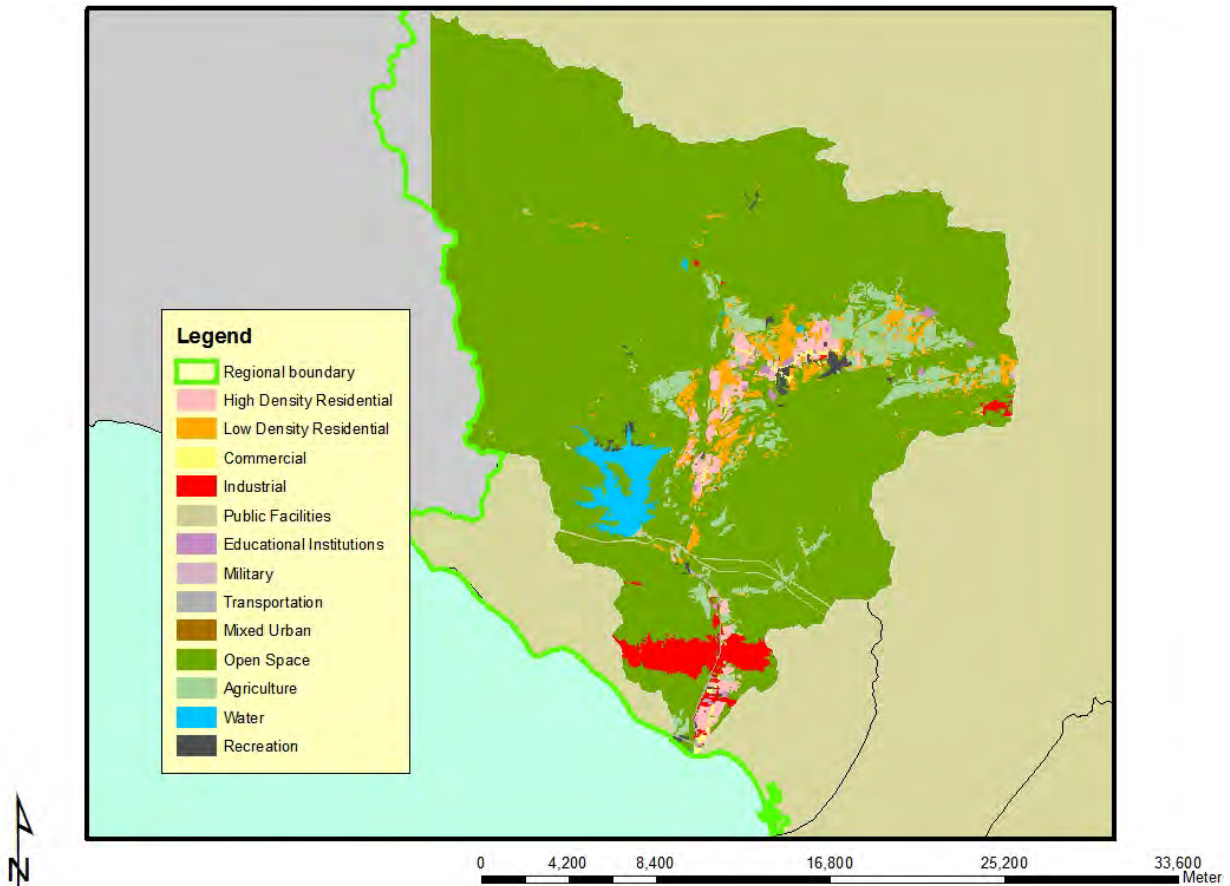 Legend
Regional boundary
High Density Residential
Low Density Residential
Commercial
Industrial
Public Facilities
Educational Institutions
Military
Transportation
Mixed Urban
Open Space
Agriculture
Water
Recreation
N
0 4,200 8,400 16,800 25,200 33,600
Meter